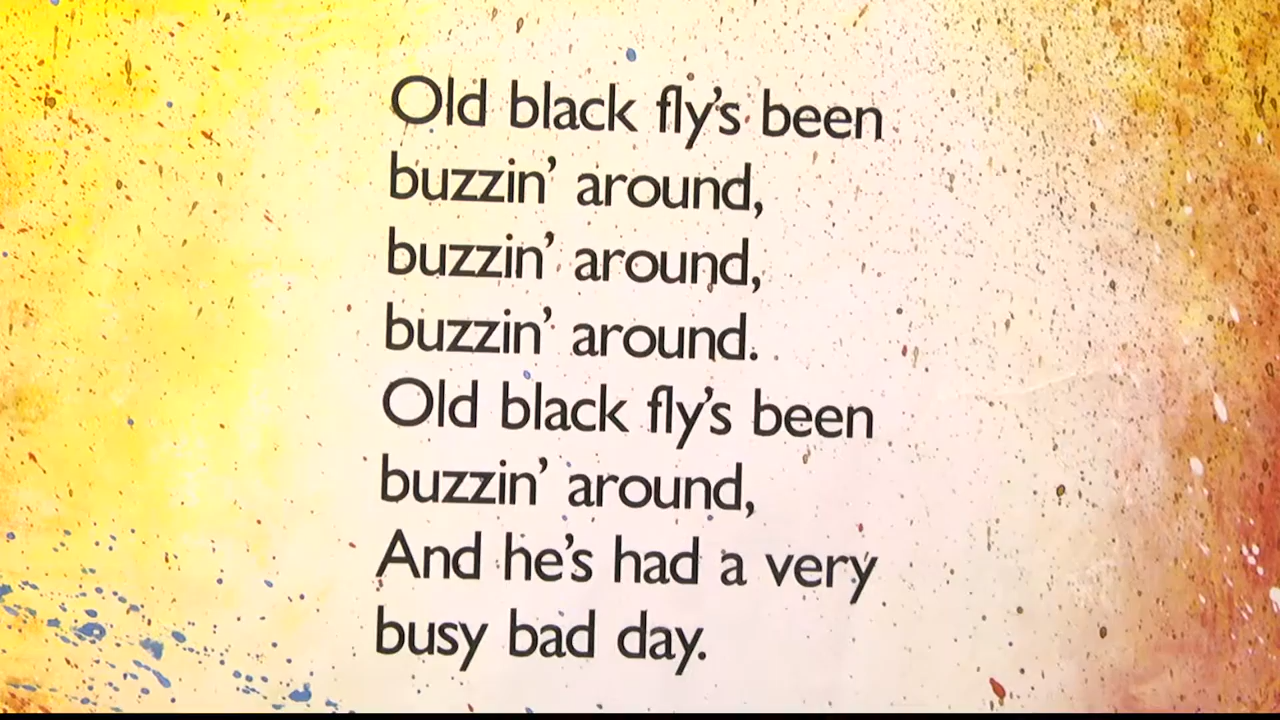 Old black fly's been
buzzin' around,
buzzin' around,
buzzin' around.
Old black fly's been
buzzin' around,
And he's had a very
busy bad day.